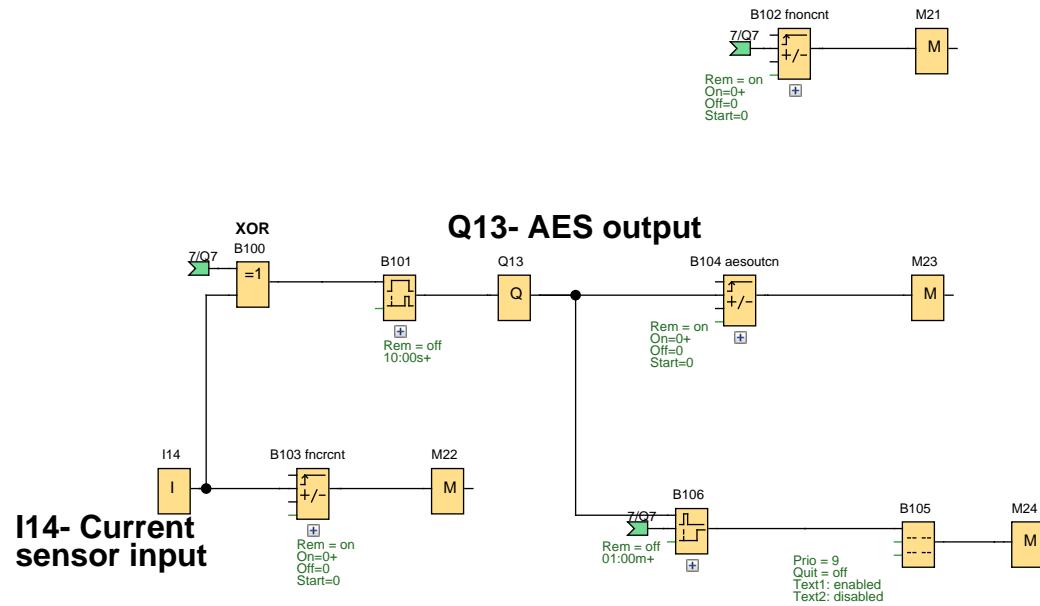 B102 fnoncnt
M21
7/Q7
+/-
M
Rem = on
On=0+
Off=0
Start=0
XOR
Q13- AES output
7/Q7
B100
=1
B101
Rem = off
10:00s+
Q13
Q
B104 aesoutcn
+/-
Rem = on
On=0+
Off=0
Start=0
M23
M
I14
I
I14- Current
sensor input
B103 fncrcnt
+/-
Rem = on
On=0+
Off=0
Start=0
M22
M
B106
7/Q7
Rem = off
01:00m+
B105
Prio = 9
Quit = off
Text1: enabled
Text2: disabled
M24
M